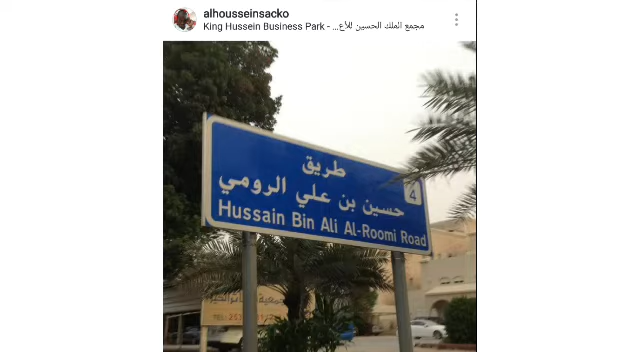 alhousseinsacko
King Hussein Business Park - مجمع الملك الحسين للأع...
طريق
4
حسين بن علي الرومي
Hussain Bin Ali Al-Roomi Road